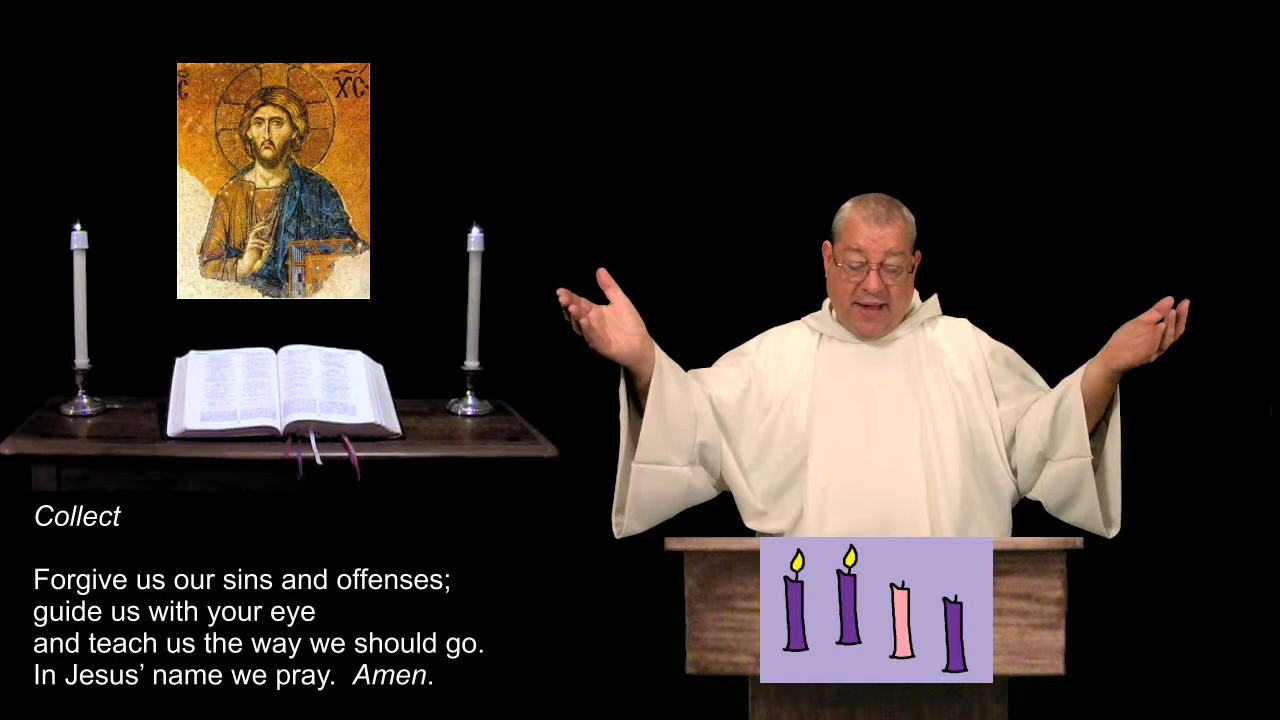 C̃ X̃C
Collect
Forgive us our sins and offenses;
guide us with your eye
and teach us the way we should go.
In Jesus’ name we pray. Amen.